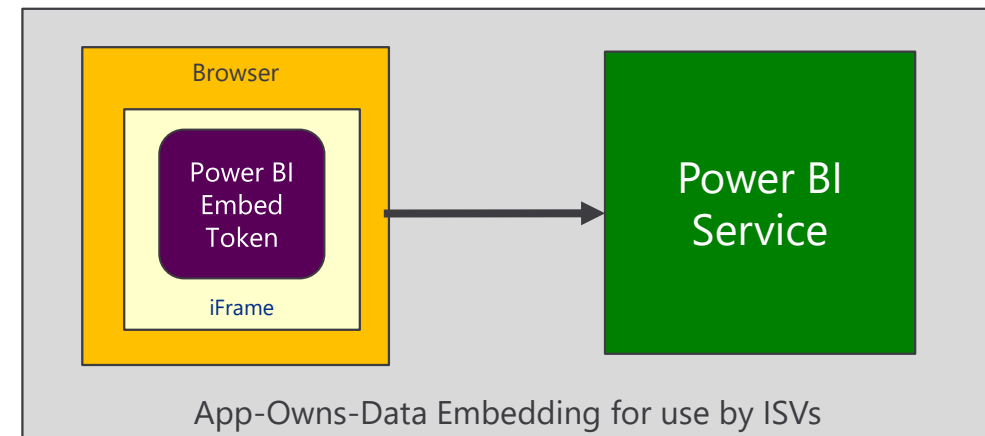 Browser
Power BI
Embed
Token
iFrame
Power BI
Service
App-Owns-Data Embedding for use by ISVs